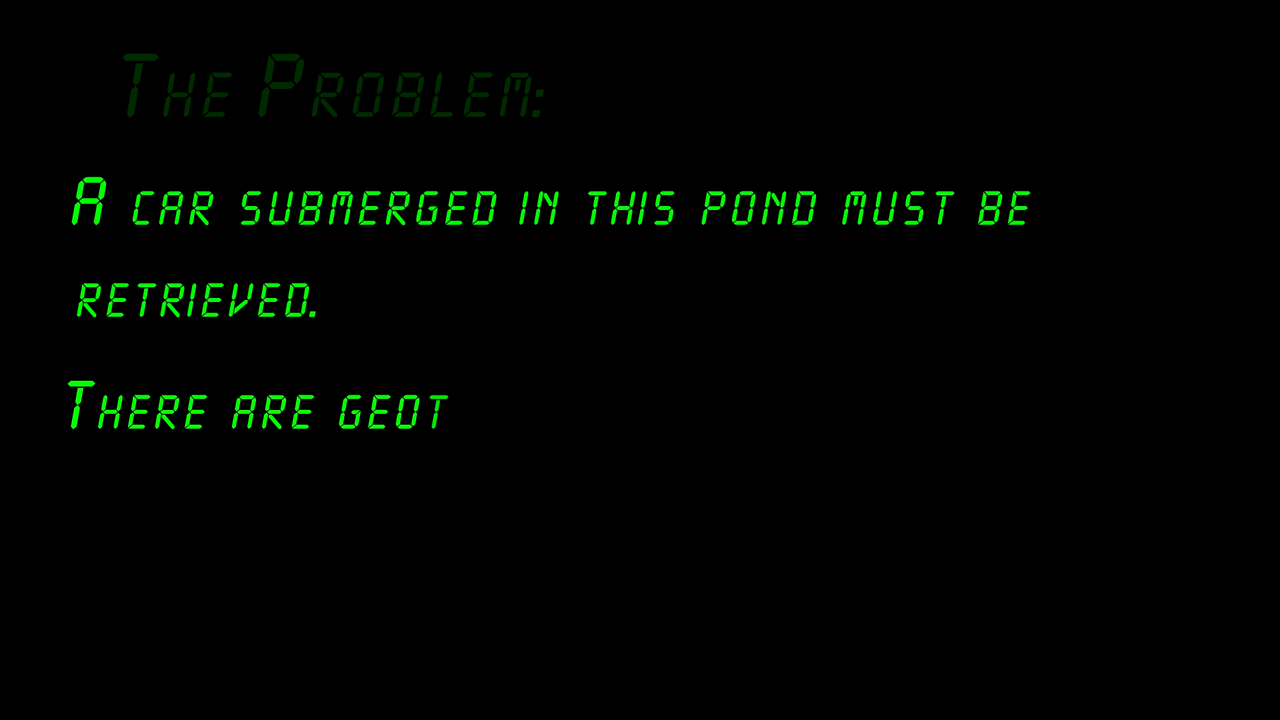 The Problem:
A car submerged in this pond must be
retrieved.
There are geot